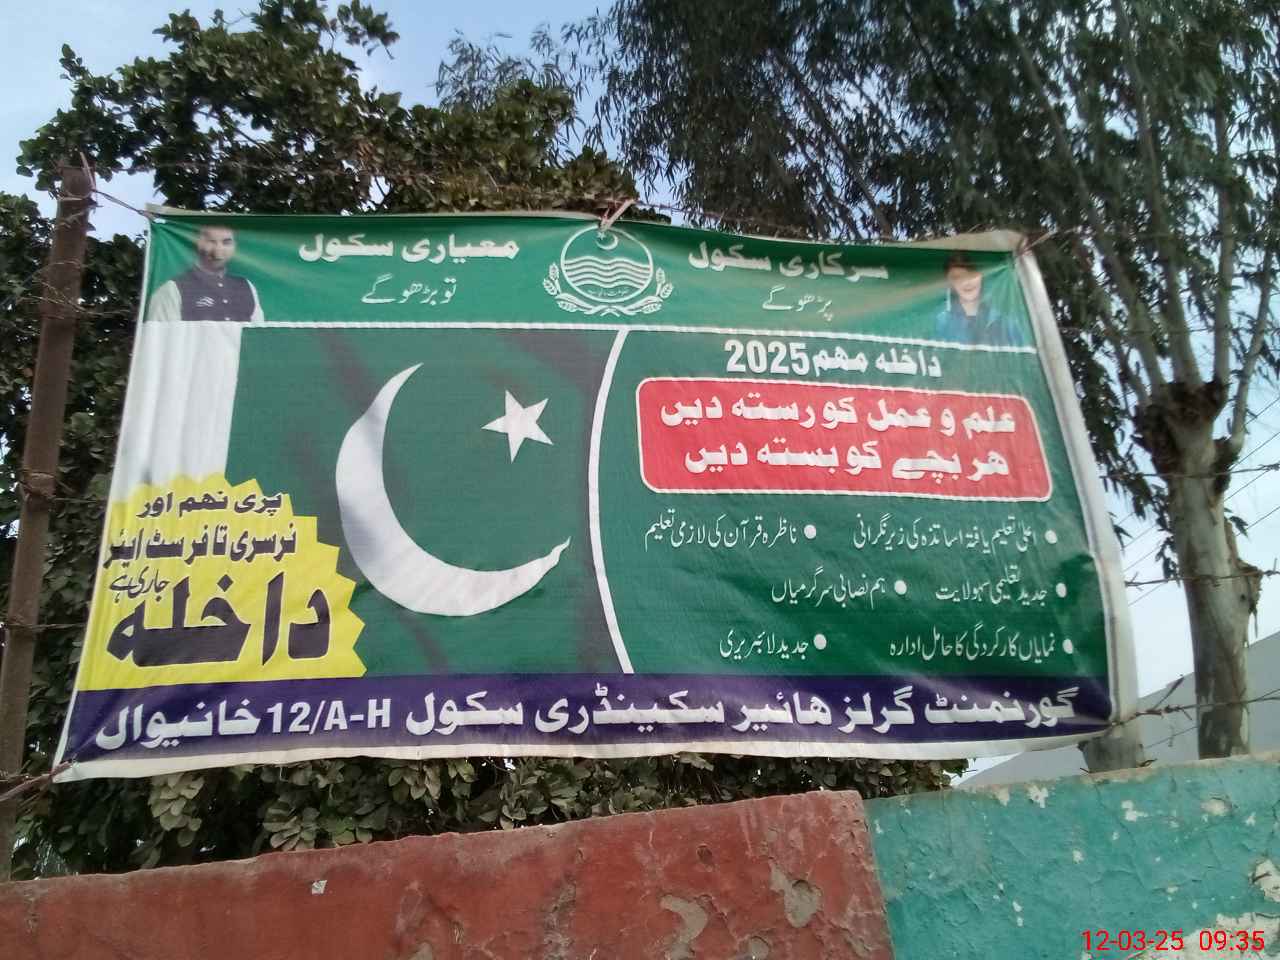 سرکاری سکول
پڑھو گے
معیاری سکول
تو بڑھو گے
داخلہ مہم 2025
علم و عمل کو رستہ دیں
ہر بچے کو بستہ دیں
● اعلیٰ تعلیم یافتہ اساتذہ کی زیر نگرانی ● ناظرہ قرآن کی لازمی تعلیم
● جدید تعلیمی سہولایت ● ہم نصابی سرگرمیاں
● نمایاں کارکردگی کا حامل ادارہ ● جدید لائبریری
پری نہم اور
نرسری تا فرسٹ ایئر
داخلہ جاری ہے
گورنمنٹ گرلز ہائیر سکینڈری سکول 12/A-H خانیوال
12-03-25 09:35